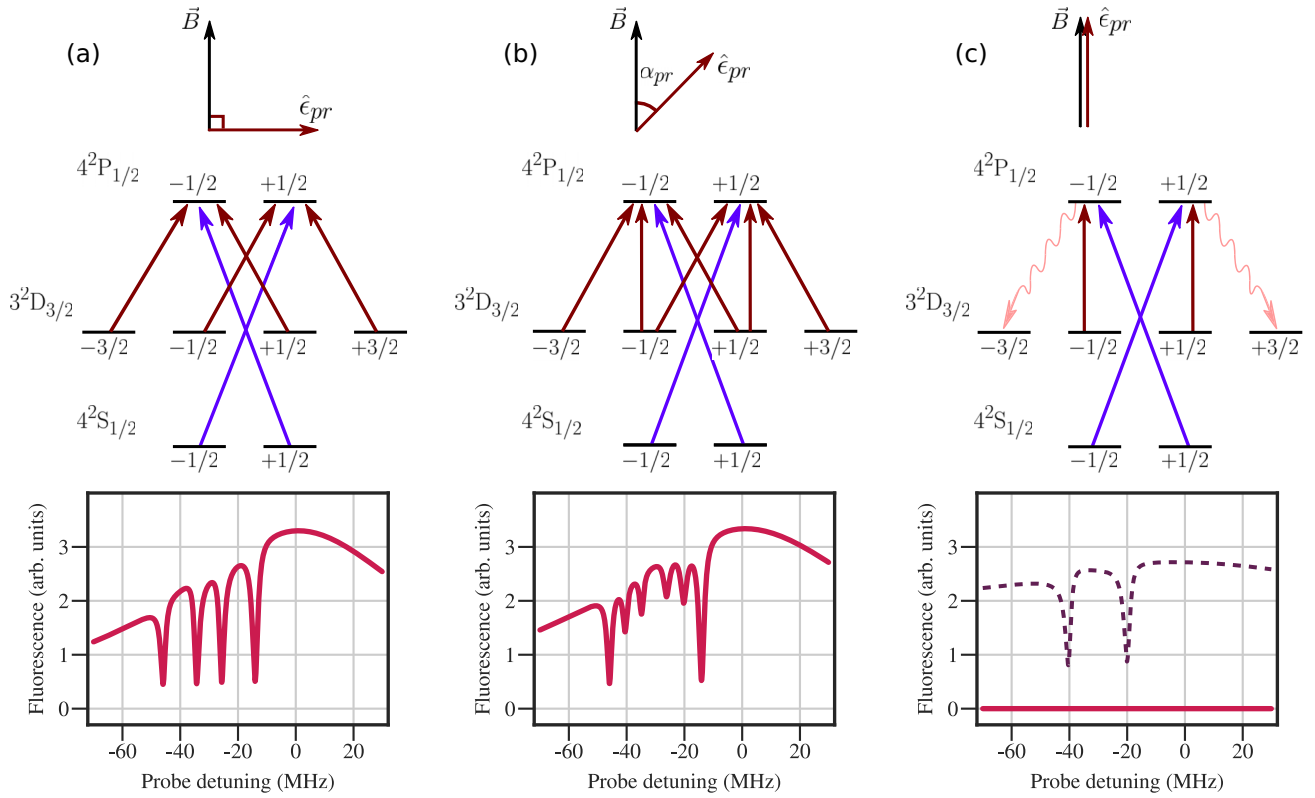 (a)
B⃗
ε̂pr
4²P1/2
−1/2 +1/2
3²D3/2
−3/2 −1/2 +1/2 +3/2
4²S1/2
−1/2 +1/2
Fluorescence (arb. units)
3
2
1
0
-60 -40 -20 0 20
Probe detuning (MHz)
(b)
B⃗
αpr
ε̂pr
4²P1/2
−1/2 +1/2
3²D3/2
−3/2 −1/2 +1/2 +3/2
4²S1/2
−1/2 +1/2
Fluorescence (arb. units)
3
2
1
0
-60 -40 -20 0 20
Probe detuning (MHz)
(c)
B⃗ ε̂pr
4²P1/2
−1/2 +1/2
3²D3/2
−3/2 −1/2 +1/2 +3/2
4²S1/2
−1/2 +1/2
Fluorescence (arb. units)
3
2
1
0
-60 -40 -20 0 20
Probe detuning (MHz)